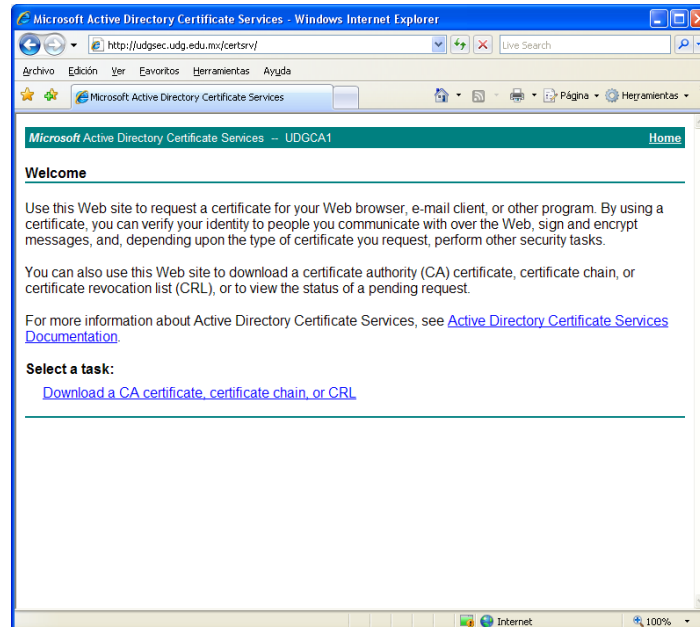 Microsoft Active Directory Certificate Services - Windows Internet Explorer
http://udgsec.udg.edu.mx/certsrv/
Live Search
Archivo Edición Ver Favoritos Herramientas Ayuda
Microsoft Active Directory Certificate Services
Página
Herramientas
Microsoft Active Directory Certificate Services -- UDGCA1
Home
Welcome
Use this Web site to request a certificate for your Web browser, e-mail client, or other program. By using a
certificate, you can verify your identity to people you communicate with over the Web, sign and encrypt
messages, and, depending upon the type of certificate you request, perform other security tasks.
You can also use this Web site to download a certificate authority (CA) certificate, certificate chain, or
certificate revocation list (CRL), or to view the status of a pending request.
For more information about Active Directory Certificate Services, see Active Directory Certificate Services
Documentation.
Select a task:
Download a CA certificate, certificate chain, or CRL
Internet
100%